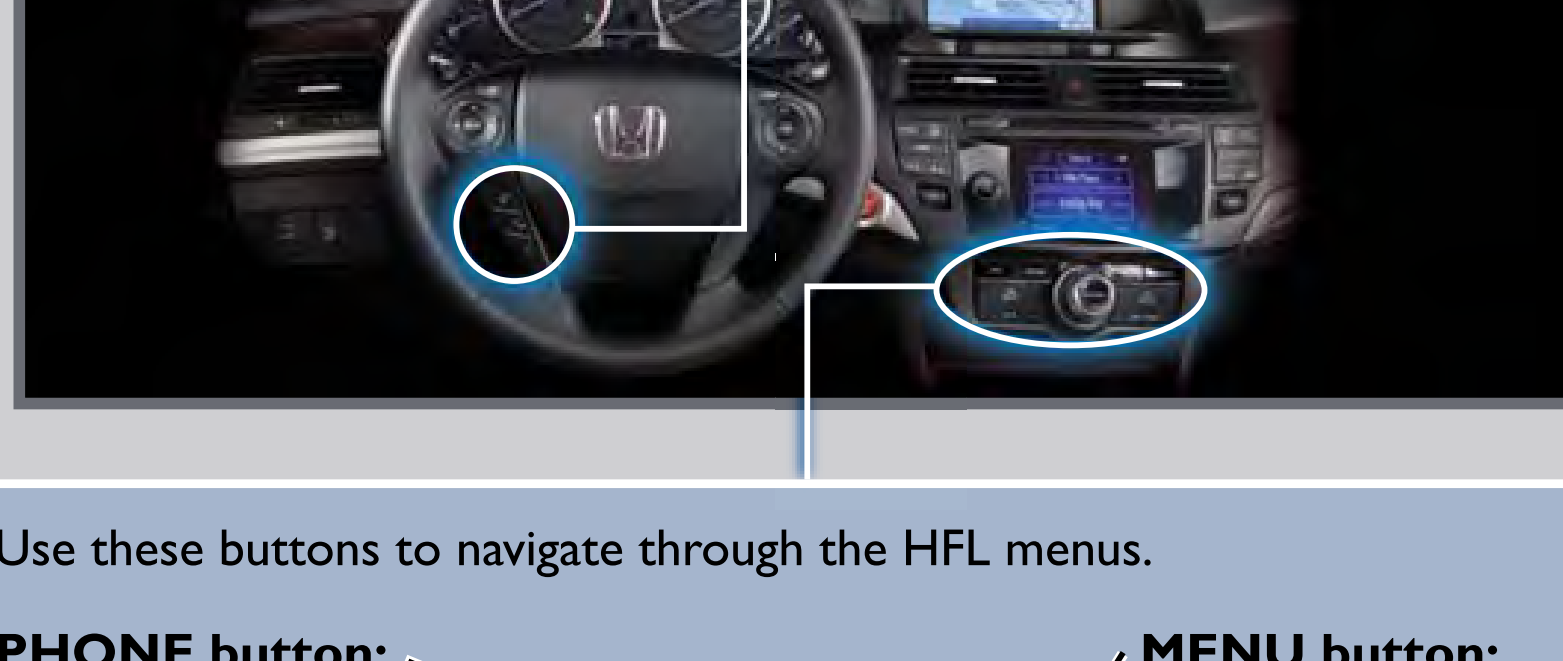 Use these buttons to navigate through the HFL menus.
PHONE button:
MENU button: